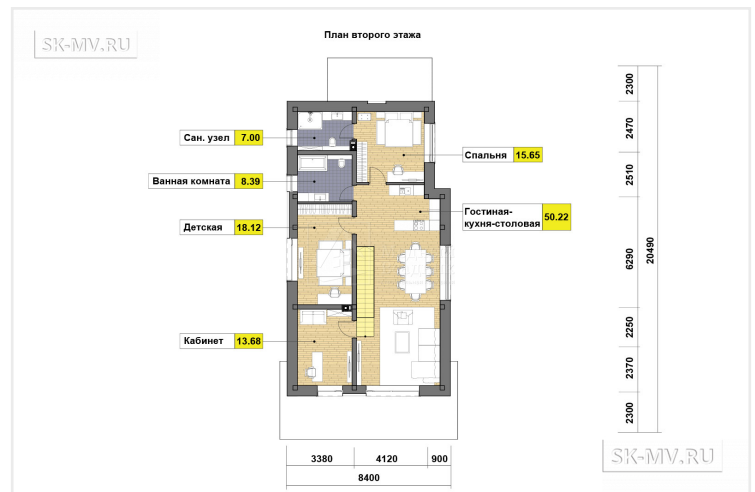 План второго этажа
SK-MV.RU
Сан. узел 7.00
Спальня 15.65
Ванная комната 8.39
Гостиная-
кухня-столовая 50.22
Детская 18.12
Кабинет 13.68
2300
2470
2510
6290
2250
2370
2300
20490
3380 4120 900
8400
SK-MV.RU